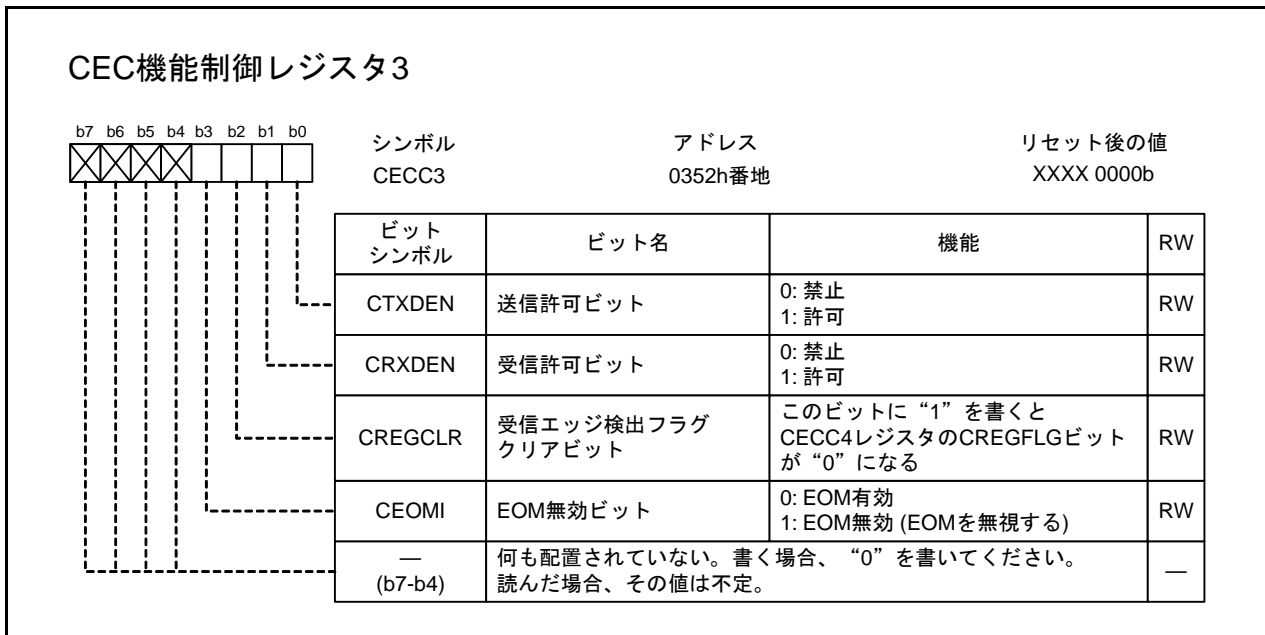 CEC機能制御レジスタ3
b7 b6 b5 b4 b3 b2 b1 b0
シンボル アドレス リセット後の値
CECC3 0352h番地 XXXX 0000b
ビット
シンボル
ビット名
機能
RW
CTXDEN
送信許可ビット
0: 禁止
1: 許可
RW
CRXDEN
受信許可ビット
0: 禁止
1: 許可
RW
CREGCLR
受信エッジ検出フラグ
クリアビット
このビットに“1”を書くと
CECC4レジスタのCREGFLGビット
が“0”になる
RW
CEOMI
EOM無効ビット
0: EOM有効
1: EOM無効 (EOMを無視する)
RW
—
(b7-b4)
何も配置されていない。書く場合、“0”を書いてください。
読んだ場合、その値は不定。
—